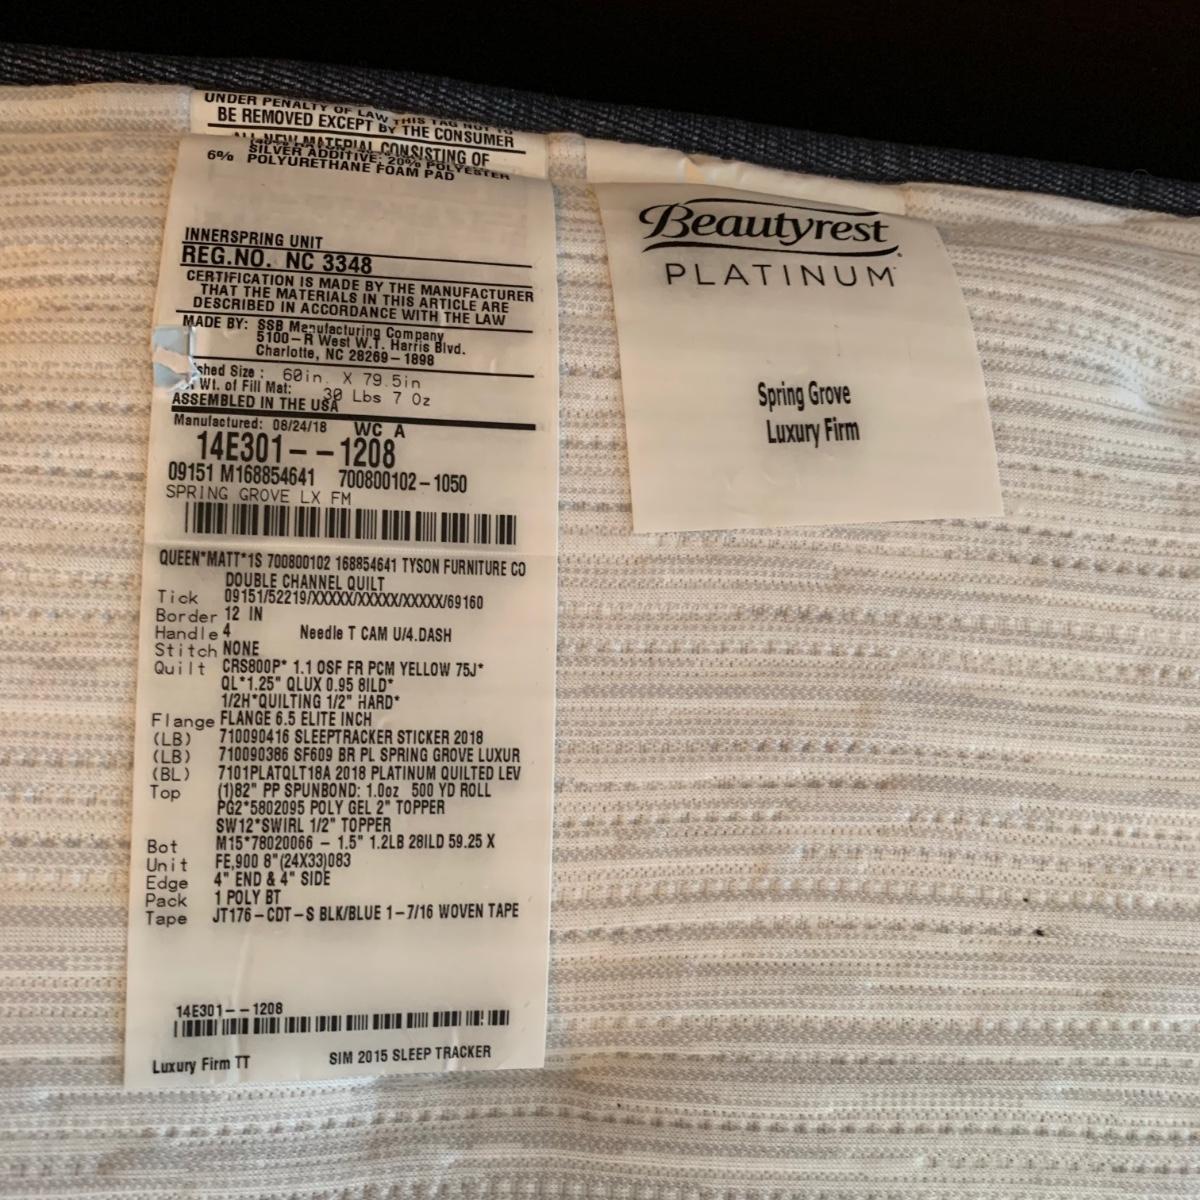 UNDER PENALTY OF LAW THIS TAG NOT TO
BE REMOVED EXCEPT BY THE CONSUMER
ALL NEW MATERIAL CONSISTING OF
SILVER ADDITIVE: 20% POLYESTER
6% POLYURETHANE FOAM PAD
INNERSPRING UNIT
REG.NO. NC 3348
CERTIFICATION IS MADE BY THE MANUFACTURER
THAT THE MATERIALS IN THIS ARTICLE ARE
DESCRIBED IN ACCORDANCE WITH THE LAW
MADE BY: SSB Manufacturing Company
5100-R West W.T. Harris Blvd.
Charlotte, NC 28269-1898
shed Size: 60in. X 79.5in
Wt. of Fill Mat: 30 Lbs 7 Oz
ASSEMBLED IN THE USA
Manufactured: 08/24/18 WC A
14E301--1208
09151 M168854641 700800102-1050
SPRING GROVE LX FM
QUEEN*MATT*1S 700800102 168854641 TYSON FURNITURE CO
DOUBLE CHANNEL QUILT
Tick 09151/52219/XXXXX/XXXXX/XXXXX/69160
Border 12 IN
Handle 4 Needle T CAM U/4.DASH
Stitch NONE
Quilt CRS800P* 1.1 OSF FR PCM YELLOW 75J*
QL*1.25" QLUX 0.95 8ILD*
1/2H*QUILTING 1/2" HARD*
Flange FLANGE 6.5 ELITE INCH
(LB) 710090416 SLEEPTRACKER STICKER 2018
(LB) 710090386 SF609 BR PL SPRING GROVE LUXUR
(BL) 7101PLATQLT18A 2018 PLATINUM QUILTED LEV
Top (1)82" PP SPUNBOND: 1.0oz 500 YD ROLL
PG2*5802095 POLY GEL 2" TOPPER
SW12*SWIRL 1/2" TOPPER
Bot M15*78020066 - 1.5" 1.2LB 28ILD 59.25 X
Unit FE,900 8"(24X33)083
Edge 4" END & 4" SIDE
Pack 1 POLY BT
Tape JT176-CDT-S BLK/BLUE 1-7/16 WOVEN TAPE
14E301--1208
Luxury Firm TT SIM 2015 SLEEP TRACKER
Beautyrest
PLATINUM
Spring Grove
Luxury Firm